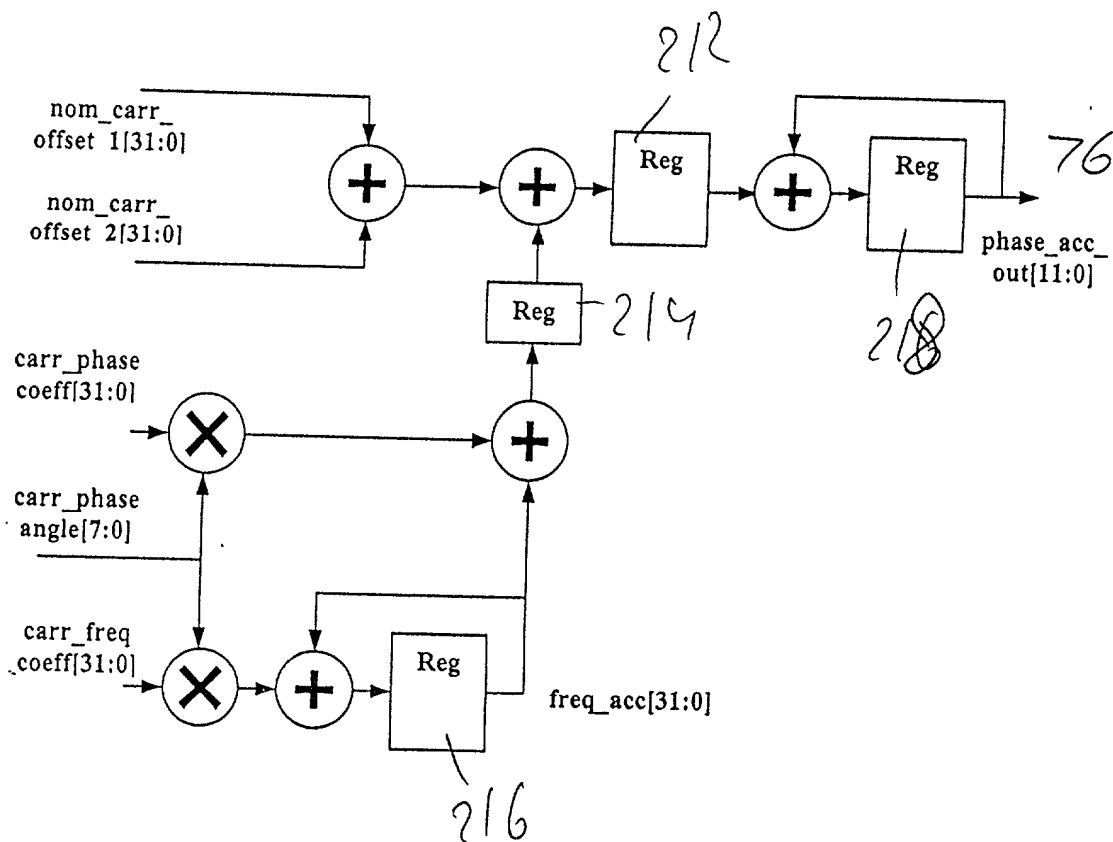 212
nom_carr_
offset 1[31:0]
Reg
Reg
76
nom_carr_
offset 2[31:0]
phase_acc_
out[11:0]
Reg
214
218
carr_phase
coeff[31:0]
carr_phase
angle[7:0]
carr_freq
coeff[31:0]
Reg
freq_acc[31:0]
216